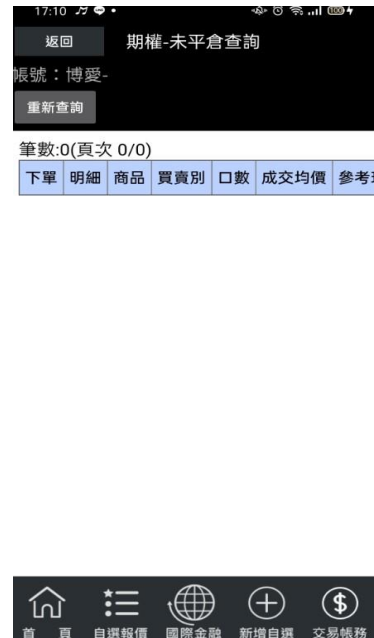 17:10
100
返回 期權-未平倉查詢
帳號：博愛-
重新查詢
筆數:0(頁次 0/0)
下單 明細 商品 買賣別 口數 成交均價 參考
首 頁 自選報價 國際金融 新增自選 交易帳務